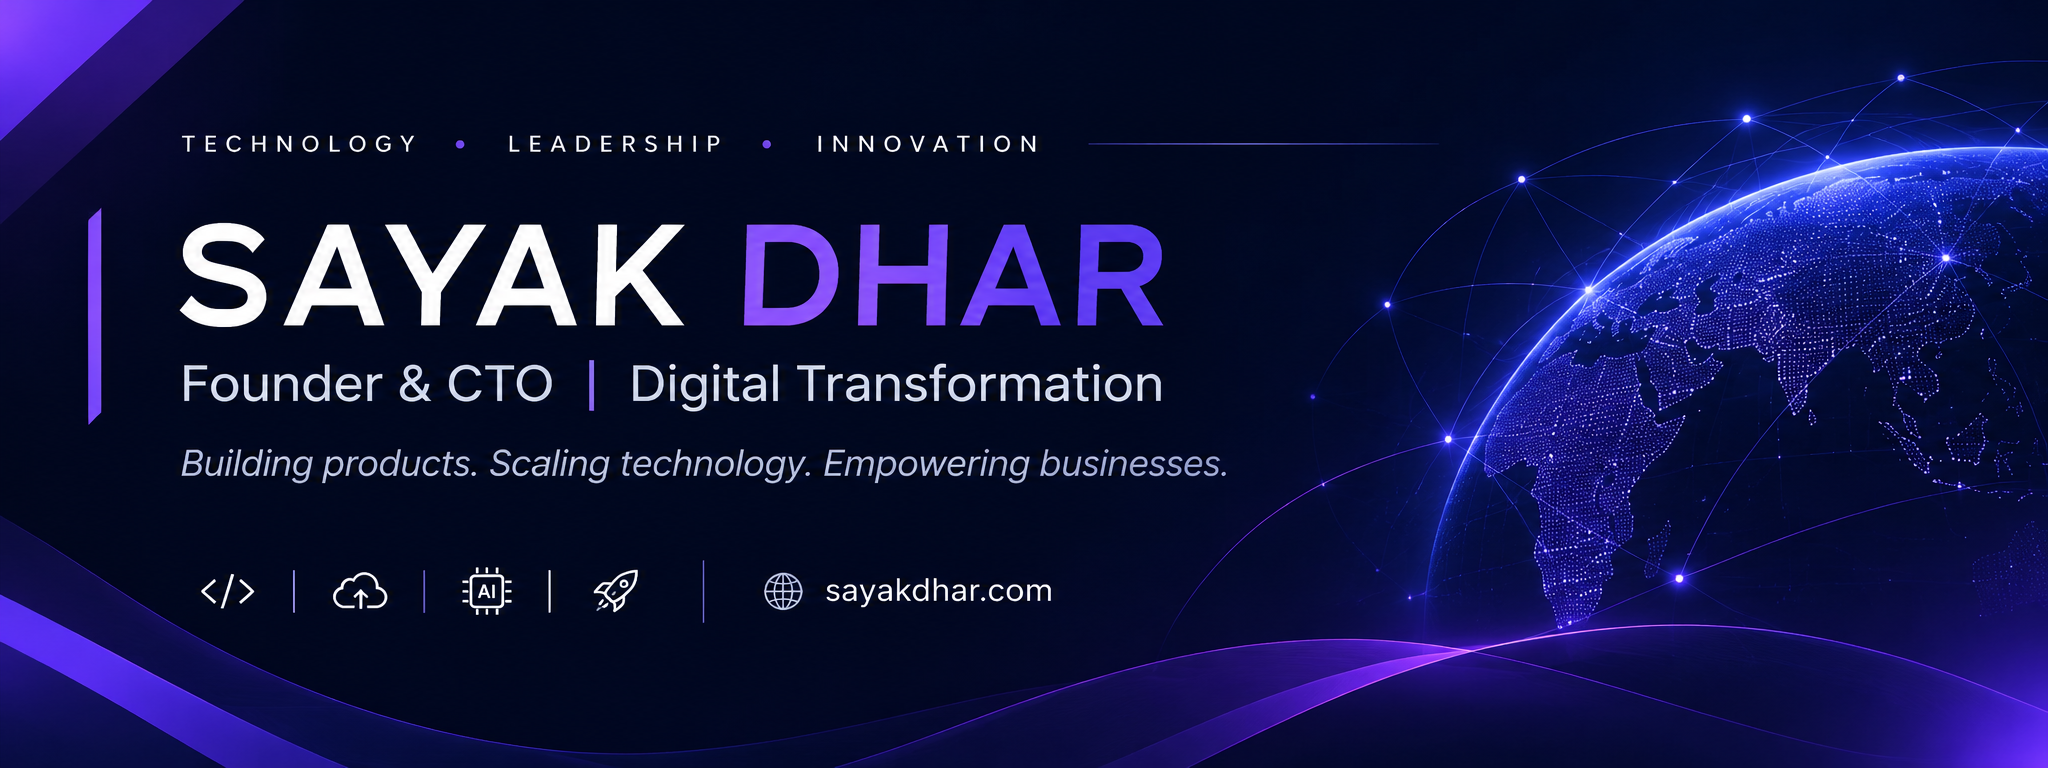 TECHNOLOGY • LEADERSHIP • INNOVATION
SAYAK DHAR
Founder & CTO | Digital Transformation
Building products. Scaling technology. Empowering businesses.
</> AI sayakdhar.com